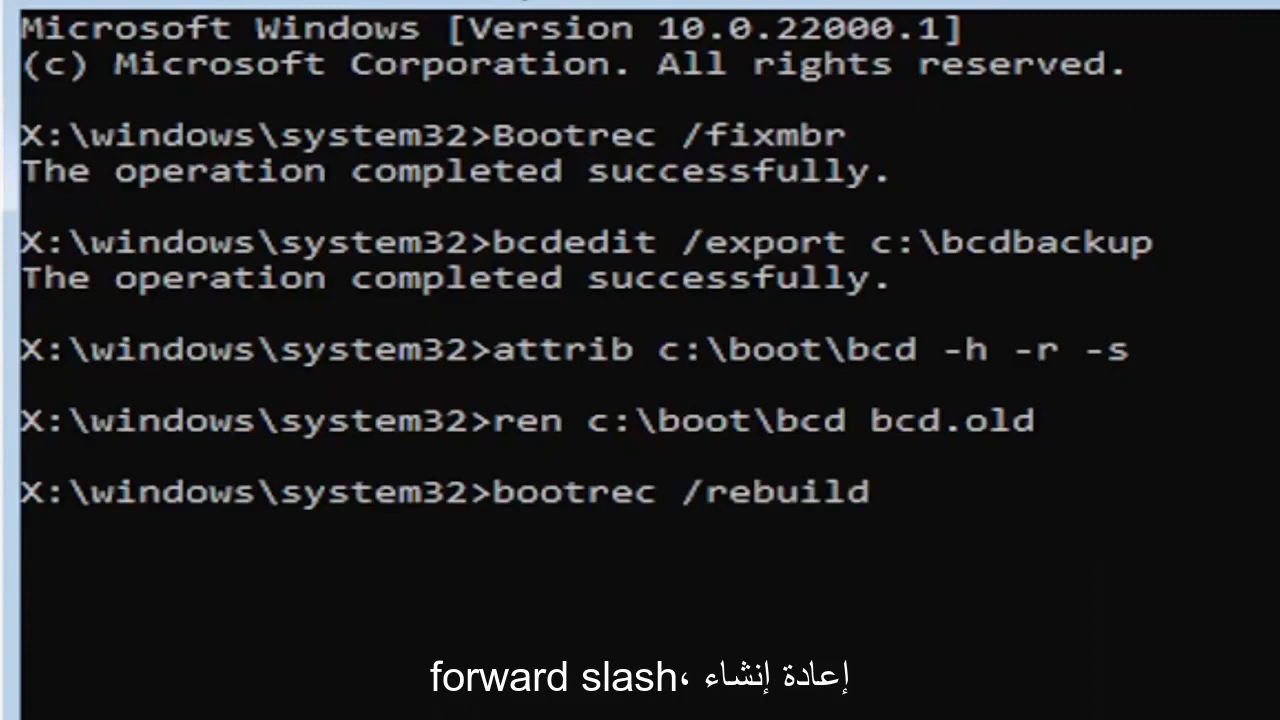 Microsoft Windows [Version 10.0.22000.1]
(c) Microsoft Corporation. All rights reserved.
X:\windows\system32>Bootrec /fixmbr
The operation completed successfully.
X:\windows\system32>bcdedit /export c:\bcdbackup
The operation completed successfully.
X:\windows\system32>attrib c:\boot\bcd -h -r -s
X:\windows\system32>ren c:\boot\bcd bcd.old
X:\windows\system32>bootrec /rebuild
forward slash، إعادة إنشاء